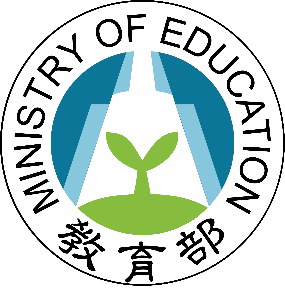 MINISTRY OF EDUCATION
教育部